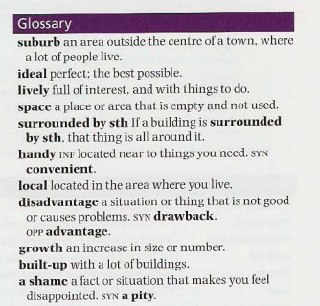 Glossary
suburb an area outside the centre of a town, where
a lot of people live.
ideal perfect; the best possible.
lively full of interest, and with things to do.
space a place or area that is empty and not used.
surrounded by sth If a building is surrounded
by sth, that thing is all around it.
handy INF located near to things you need. SYN
convenient.
local located in the area where you live.
disadvantage a situation or thing that is not good
or causes problems. SYN drawback.
OPP advantage.
growth an increase in size or number.
built-up with a lot of buildings.
a shame a fact or situation that makes you feel
disappointed. SYN a pity.